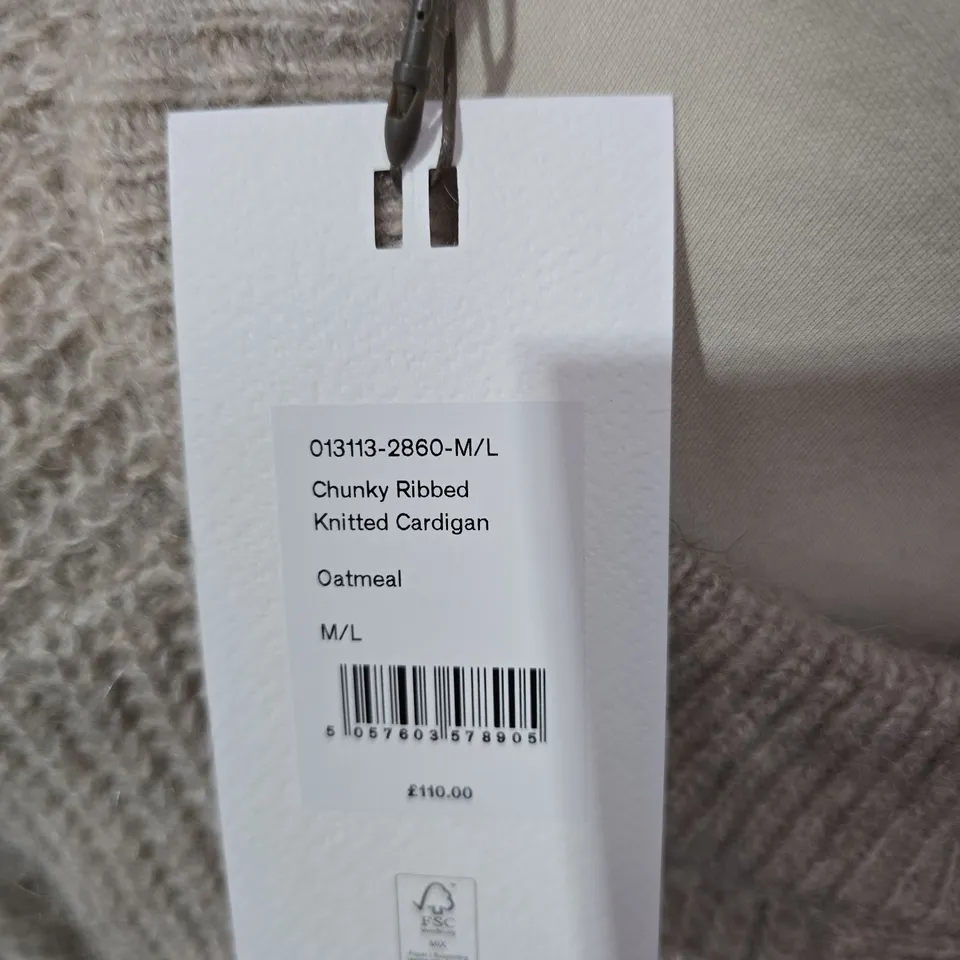 013113-2860-M/L
Chunky Ribbed
Knitted Cardigan
Oatmeal
M/L
5 057603 578905
£110.00
FSC